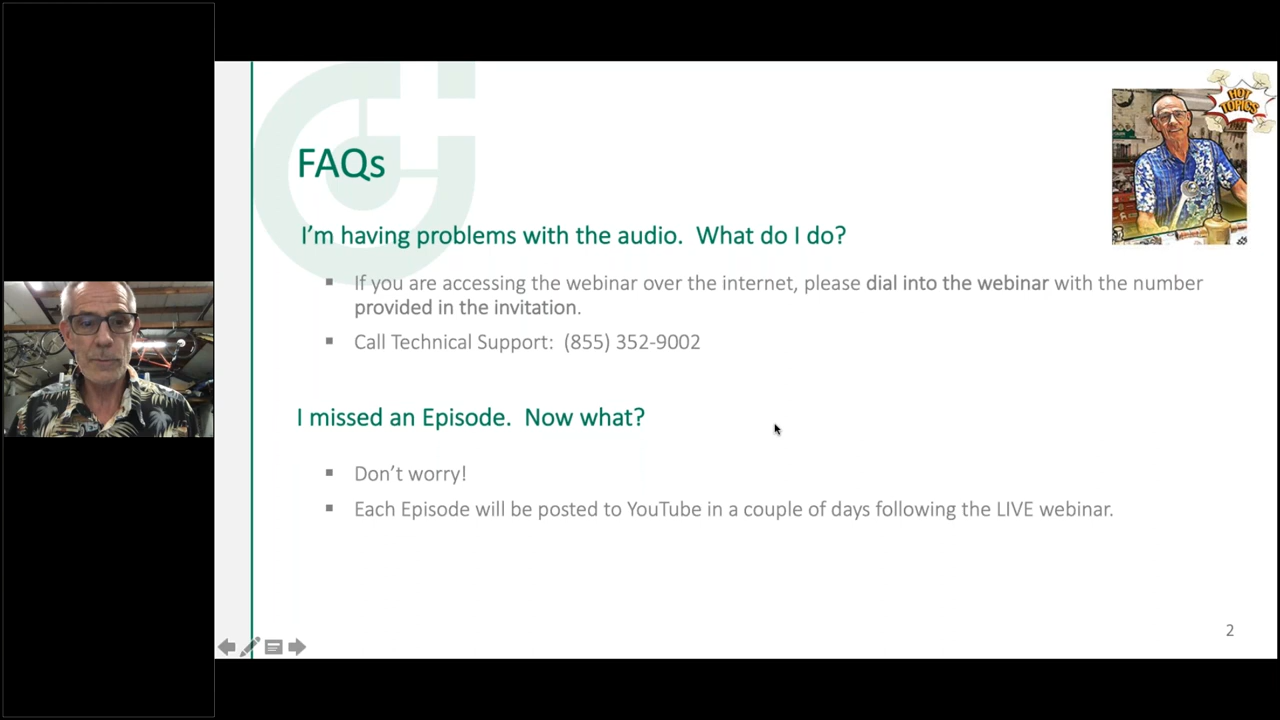 HOT
TOPICS
FAQs
I'm having problems with the audio.  What do I do?
▪ If you are accessing the webinar over the internet, please dial into the webinar with the number
provided in the invitation.
▪ Call Technical Support:  (855) 352-9002
I missed an Episode.  Now what?
▪ Don't worry!
▪ Each Episode will be posted to YouTube in a couple of days following the LIVE webinar.
2